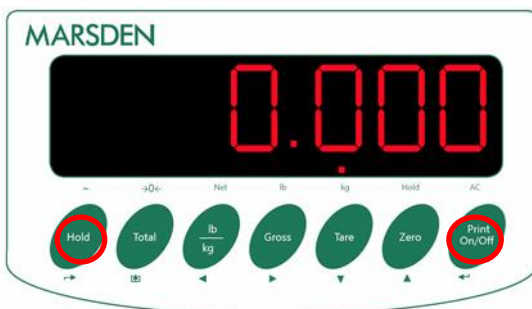 MARSDEN
0.000
~ →0← Net lb kg Hold AC
Hold Total lb/kg Gross Tare Zero Print On/Off